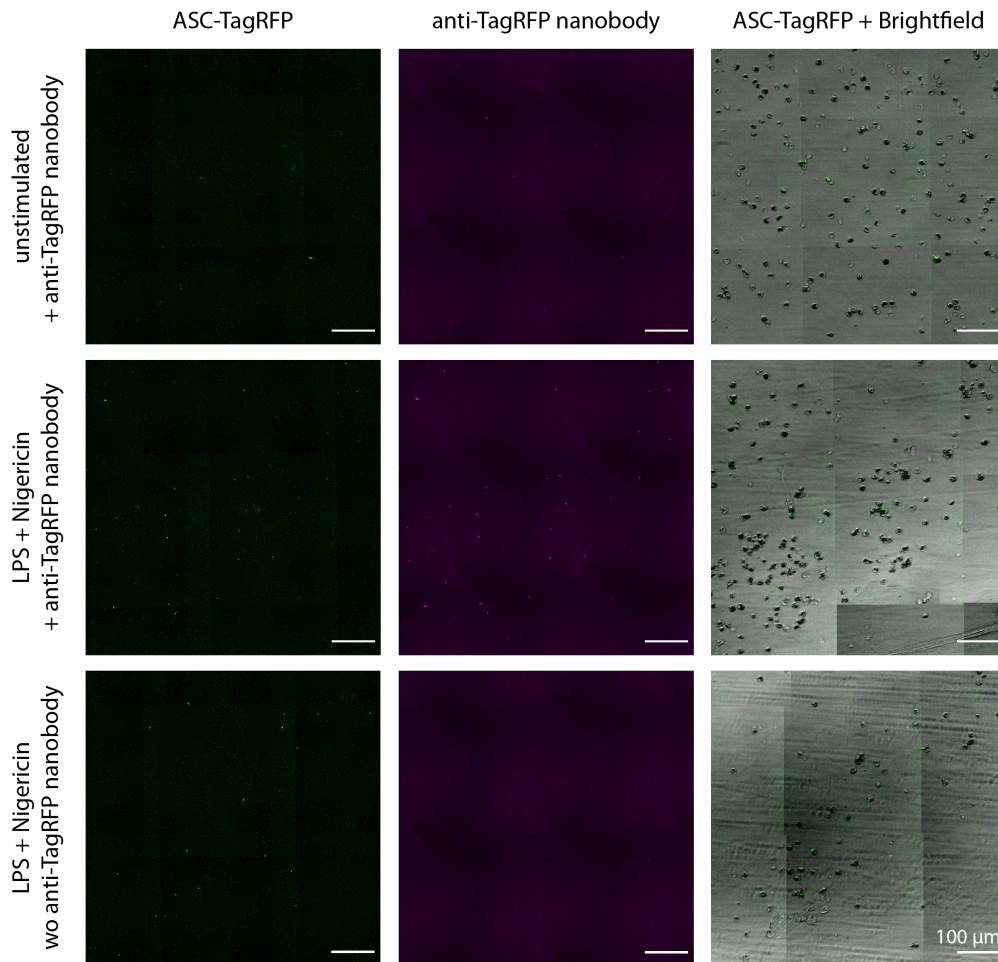 ASC-TagRFP
anti-TagRFP nanobody
ASC-TagRFP + Brightfield
unstimulated
+ anti-TagRFP nanobody
LPS + Nigericin
+ anti-TagRFP nanobody
LPS + Nigericin
wo anti-TagRFP nanobody
100 µm